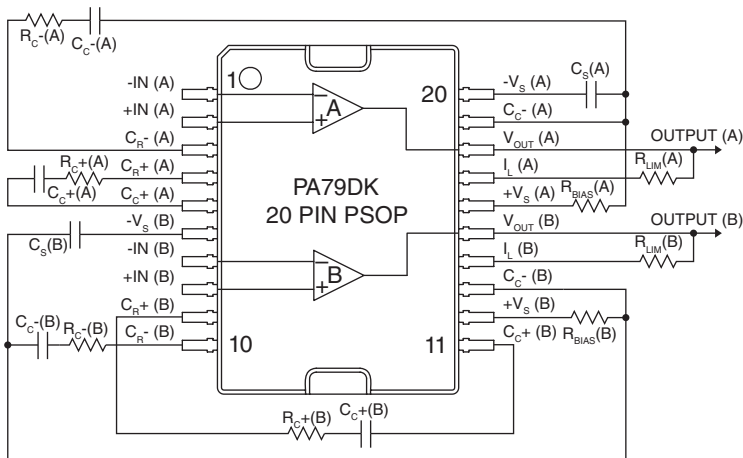 R_C-(A)
C_C-(A)
-IN (A)
+IN (A)
C_R- (A)
C_R+ (A)
C_C+ (A)
-V_S (B)
-IN (B)
+IN (B)
C_R+ (B)
C_R- (B)
R_C+(A)
C_C+(A)
C_S(B)
C_C-(B)
R_C-(B)
1
20
A
PA79DK
20 PIN PSOP
B
10
11
-V_S (A)
C_C- (A)
V_OUT (A)
I_L (A)
+V_S (A)
V_OUT (B)
I_L (B)
C_C- (B)
+V_S (B)
C_C+ (B)
C_S(A)
OUTPUT (A)
R_LIM(A)
R_BIAS(A)
OUTPUT (B)
R_LIM(B)
R_BIAS(B)
R_C+(B)
C_C+(B)